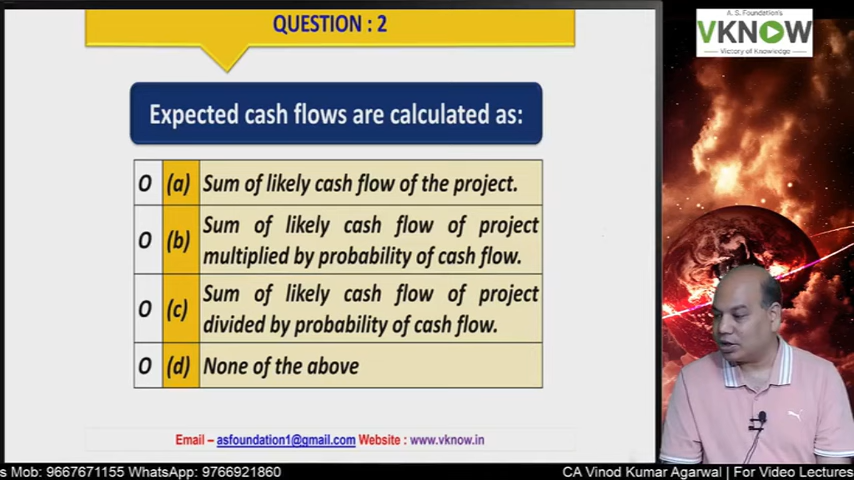 QUESTION : 2
A. S. Foundation's
VKNOW
Victory of Knowledge
Expected cash flows are calculated as:
O (a) Sum of likely cash flow of the project.
O (b) Sum of likely cash flow of project
multiplied by probability of cash flow.
O (c) Sum of likely cash flow of project
divided by probability of cash flow.
O (d) None of the above
Email – asfoundation1@gmail.com Website : www.vknow.in
s Mob: 9667671155 WhatsApp: 9766921860
CA Vinod Kumar Agarwal | For Video Lectures